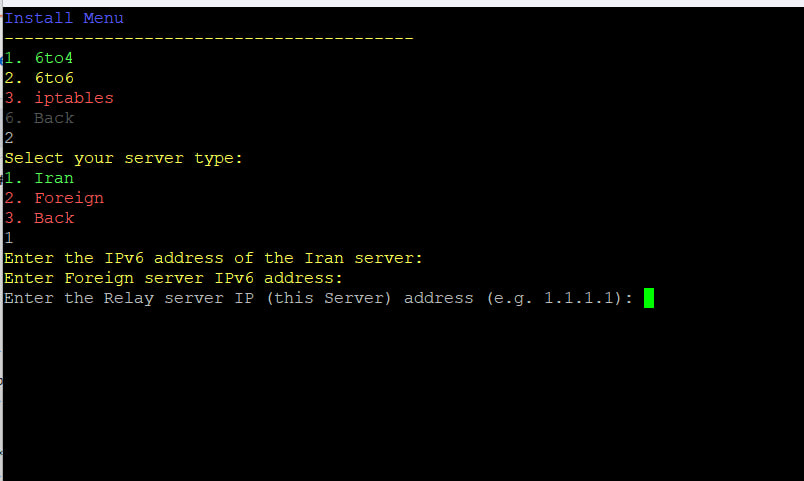 Install Menu
-----------------------------------------
1. 6to4
2. 6to6
3. iptables
6. Back
2
Select your server type:
1. Iran
2. Foreign
3. Back
1
Enter the IPv6 address of the Iran server:
Enter Foreign server IPv6 address:
Enter the Relay server IP (this Server) address (e.g. 1.1.1.1):